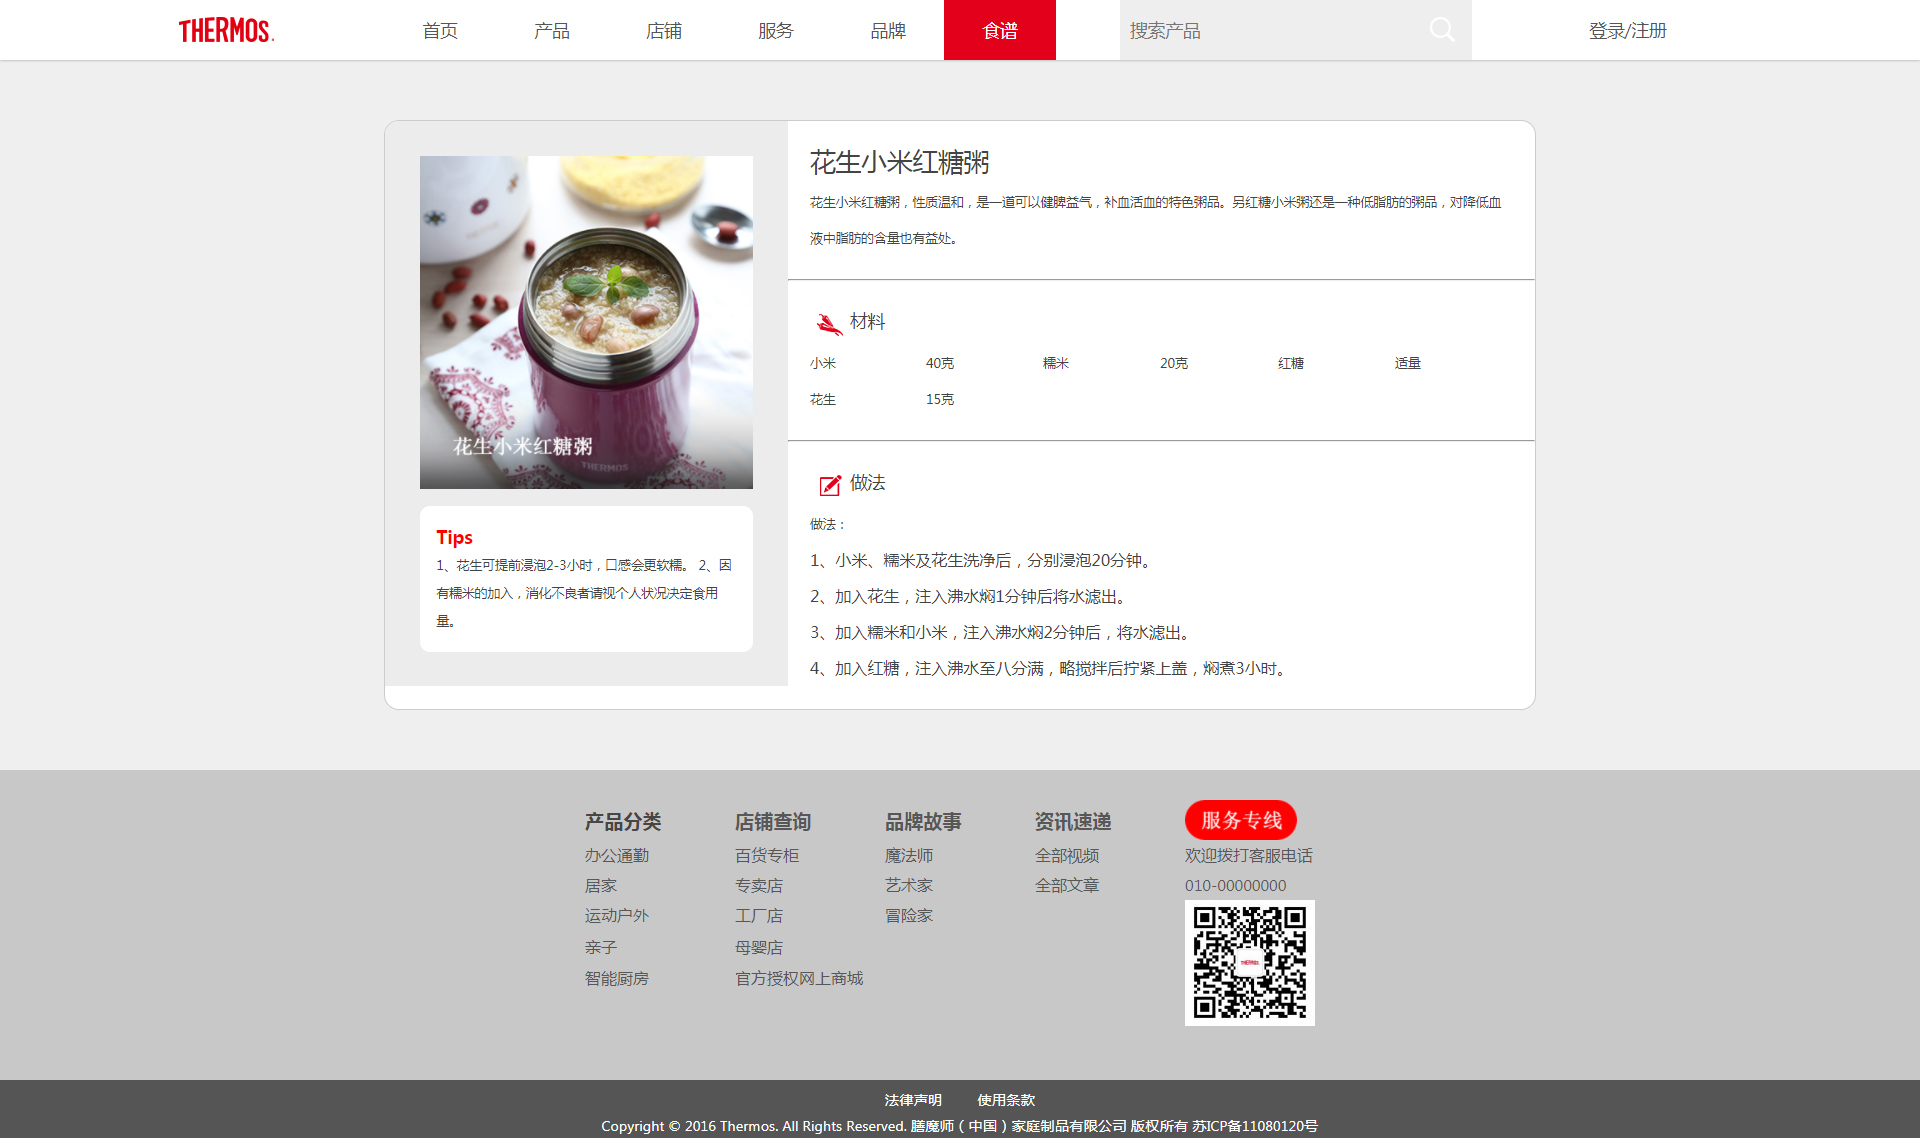 THERMOS.
首页
产品
店铺
服务
品牌
食谱
搜索产品
登录/注册
花生小米红糖粥
THERMOS
Tips
1、花生可提前浸泡2-3小时，口感会更软糯。 2、因
有糯米的加入，消化不良者请视个人状况决定食用
量。
花生小米红糖粥
花生小米红糖粥，性质温和，是一道可以健脾益气，补血活血的特色粥品。另红糖小米粥还是一种低脂肪的粥品，对降低血
液中脂肪的含量也有益处。
材料
小米 40克 糯米 20克 红糖 适量
花生 15克
做法
做法：
1、小米、糯米及花生洗净后，分别浸泡20分钟。
2、加入花生，注入沸水焖1分钟后将水滤出。
3、加入糯米和小米，注入沸水焖2分钟后，将水滤出。
4、加入红糖，注入沸水至八分满，略搅拌后拧紧上盖，焖煮3小时。
产品分类
办公通勤
居家
运动户外
亲子
智能厨房
店铺查询
百货专柜
专卖店
工厂店
母婴店
官方授权网上商城
品牌故事
魔法师
艺术家
冒险家
资讯速递
全部视频
全部文章
服务专线
欢迎拨打客服电话
010-00000000
THERMOS
法律声明 使用条款
Copyright © 2016 Thermos. All Rights Reserved. 膳魔师（中国）家庭制品有限公司 版权所有 苏ICP备11080120号